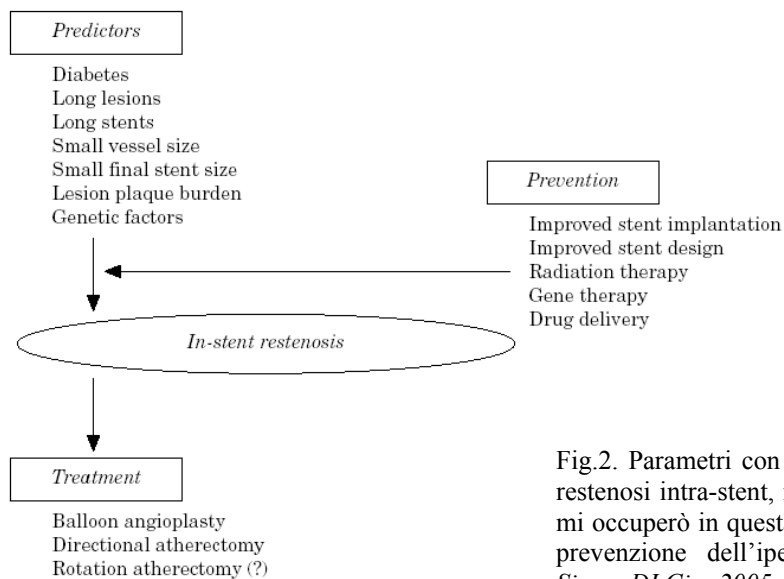 Predictors
Diabetes
Long lesions
Long stents
Small vessel size
Small final stent size
Lesion plaque burden
Genetic factors
Prevention
Improved stent implantation
Improved stent design
Radiation therapy
Gene therapy
Drug delivery
In-stent restenosis
Treatment
Balloon angioplasty
Directional atherectomy
Rotation atherectomy (?)
Fig.2. Parametri con
restenosi intra-stent,
mi occuperò in quest
prevenzione dell'ipe